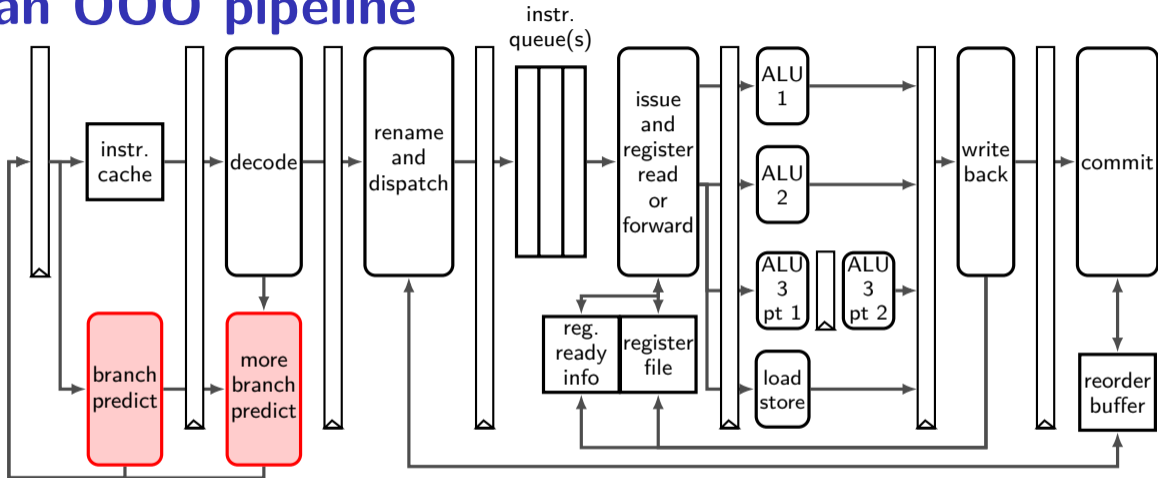 an OOO pipeline
instr.
queue(s)
instr.
cache
decode
rename
and
dispatch
issue
and
register
read
or
forward
ALU
1
ALU
2
ALU
3
pt 1
ALU
3
pt 2
load
store
write
back
commit
branch
predict
more
branch
predict
reg.
ready
info
register
file
reorder
buffer